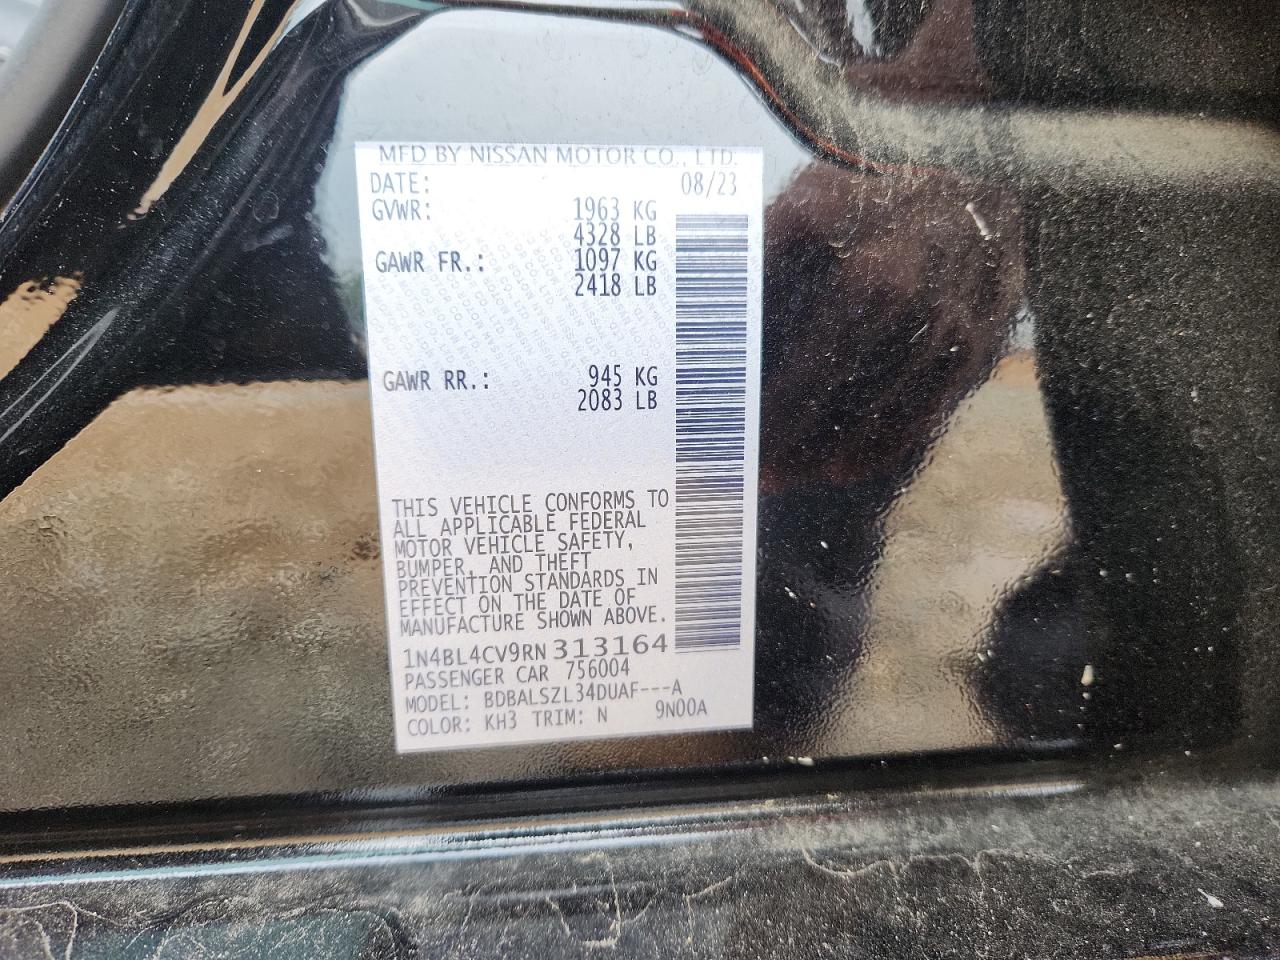 MFD BY NISSAN MOTOR CO., LTD.
DATE: 08/23
GVWR: 1963 KG
4328 LB
GAWR FR.: 1097 KG
2418 LB
GAWR RR.: 945 KG
2083 LB
THIS VEHICLE CONFORMS TO
ALL APPLICABLE FEDERAL
MOTOR VEHICLE SAFETY,
BUMPER, AND THEFT
PREVENTION STANDARDS IN
EFFECT ON THE DATE OF
MANUFACTURE SHOWN ABOVE.
1N4BL4CV9RN313164
PASSENGER CAR 756004
MODEL: BDBALSZL34DUAF---A
COLOR: KH3 TRIM: N 9N00A